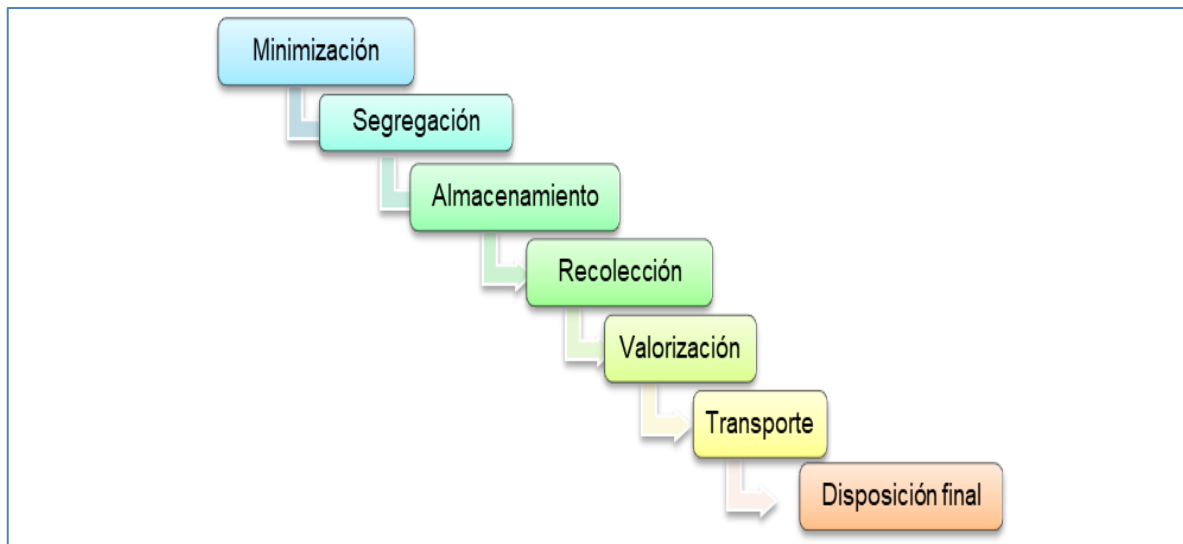 Minimización
Segregación
Almacenamiento
Recolección
Valorización
Transporte
Disposición final